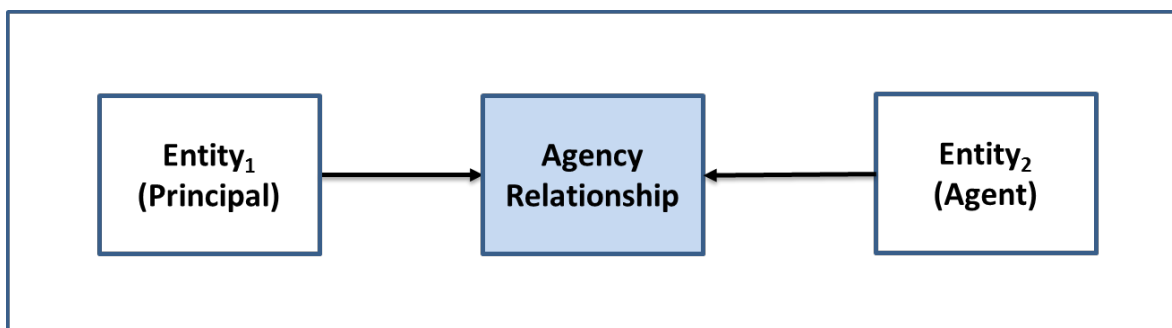 Entity₁
(Principal)
Agency
Relationship
Entity₂
(Agent)